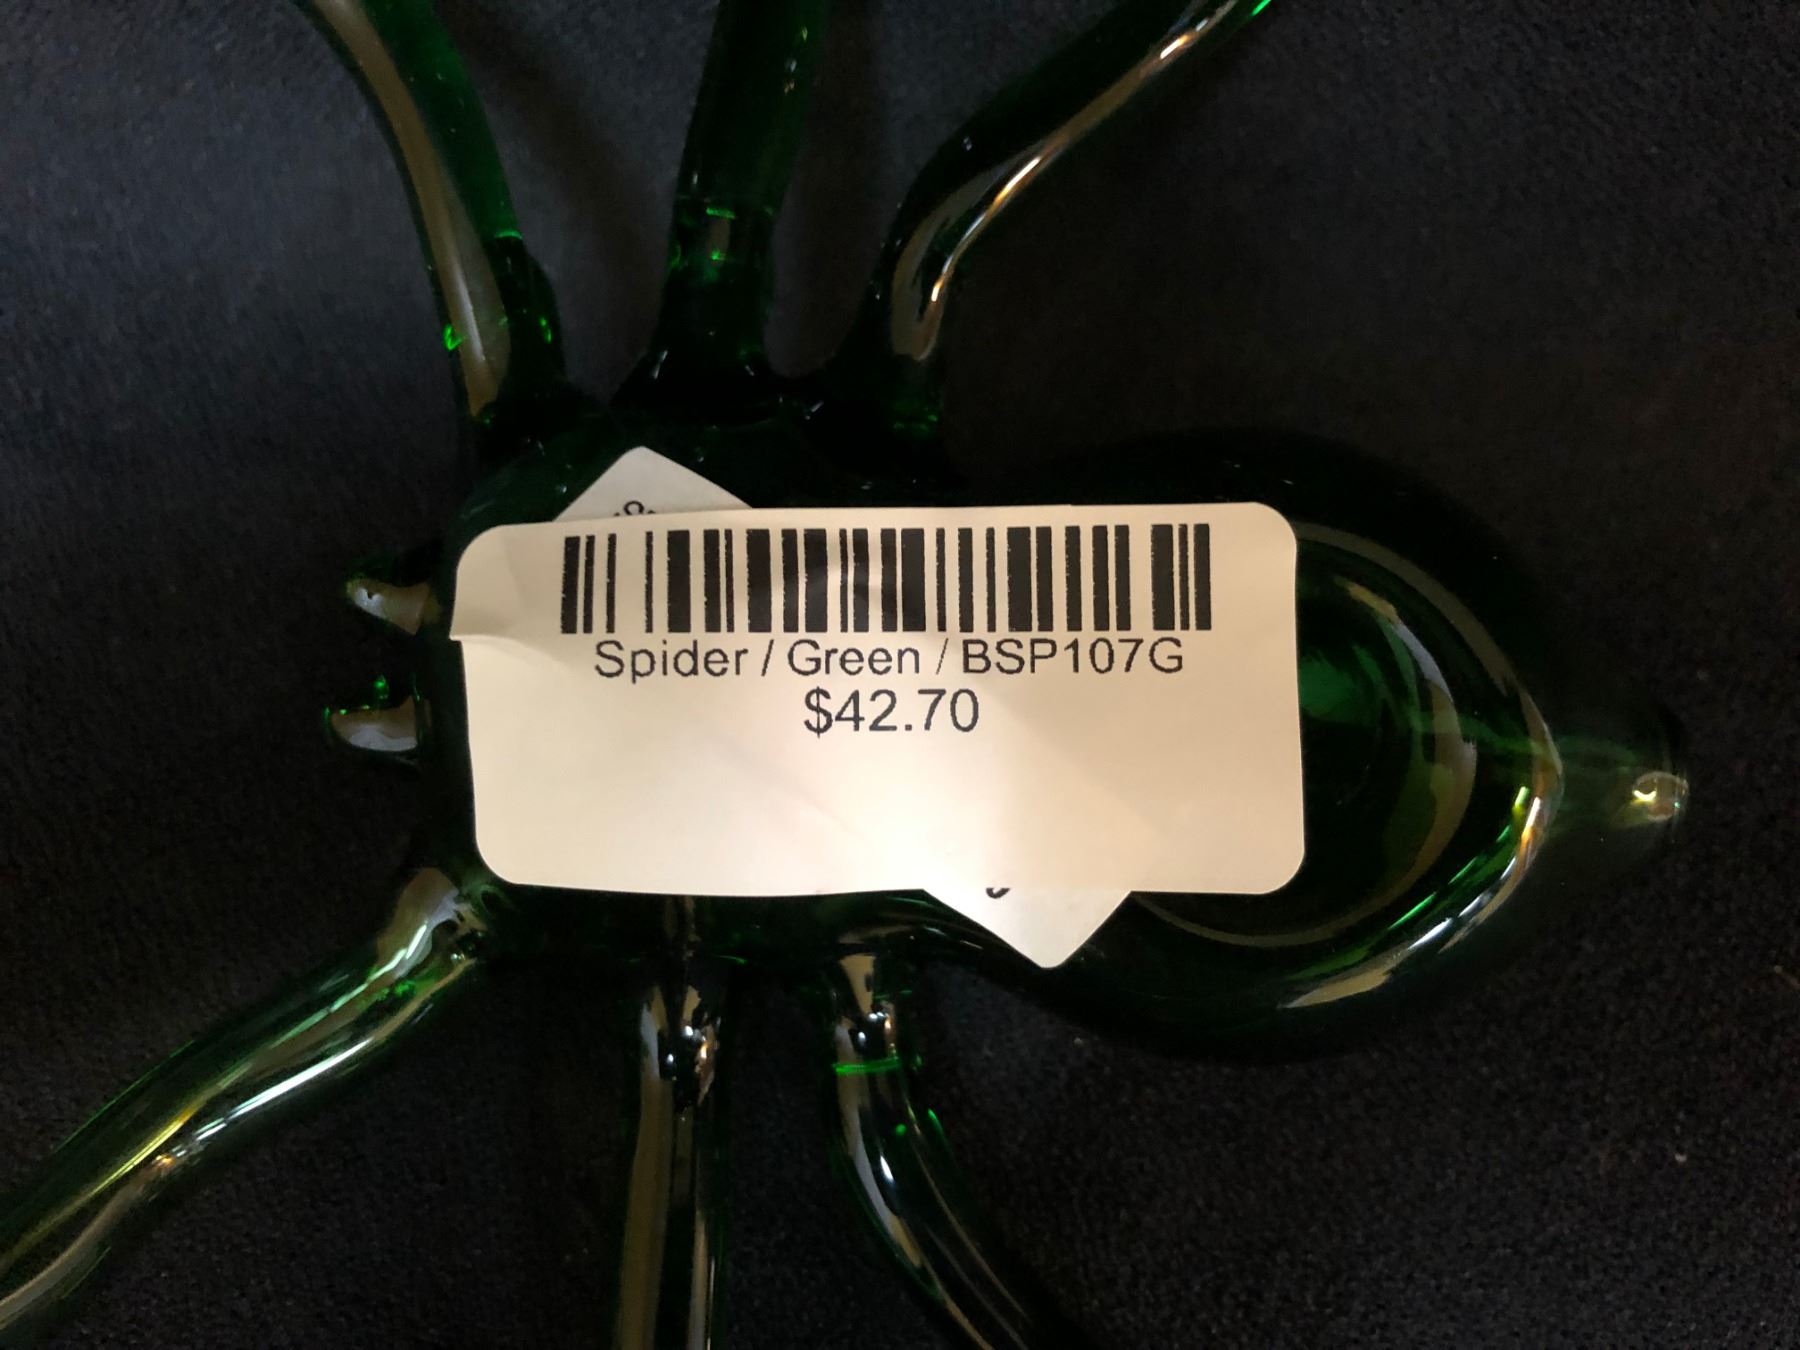 Spider / Green / BSP107G
$42.70